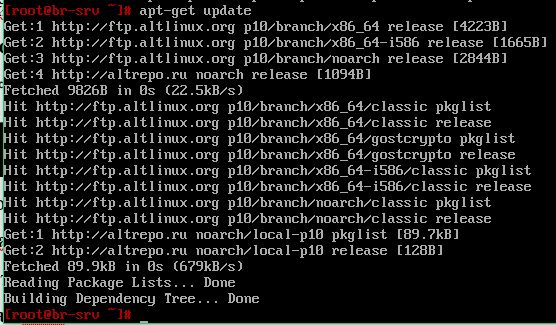 [root@br-srv ~]# apt-get update
Get:1 http://ftp.altlinux.org p10/branch/x86_64 release [4223B]
Get:2 http://ftp.altlinux.org p10/branch/x86_64-i586 release [1665B]
Get:3 http://ftp.altlinux.org p10/branch/noarch release [2844B]
Get:4 http://altrepo.ru noarch release [1094B]
Fetched 9826B in 0s (22.5kB/s)
Hit http://ftp.altlinux.org p10/branch/x86_64/classic pkglist
Hit http://ftp.altlinux.org p10/branch/x86_64/classic release
Hit http://ftp.altlinux.org p10/branch/x86_64/gostcrypto pkglist
Hit http://ftp.altlinux.org p10/branch/x86_64/gostcrypto release
Hit http://ftp.altlinux.org p10/branch/x86_64-i586/classic pkglist
Hit http://ftp.altlinux.org p10/branch/x86_64-i586/classic release
Hit http://ftp.altlinux.org p10/branch/noarch/classic pkglist
Hit http://ftp.altlinux.org p10/branch/noarch/classic release
Get:1 http://altrepo.ru noarch/local-p10 pkglist [89.7kB]
Get:2 http://altrepo.ru noarch/local-p10 release [128B]
Fetched 89.9kB in 0s (679kB/s)
Reading Package Lists... Done
Building Dependency Tree... Done
[root@br-srv ~]#